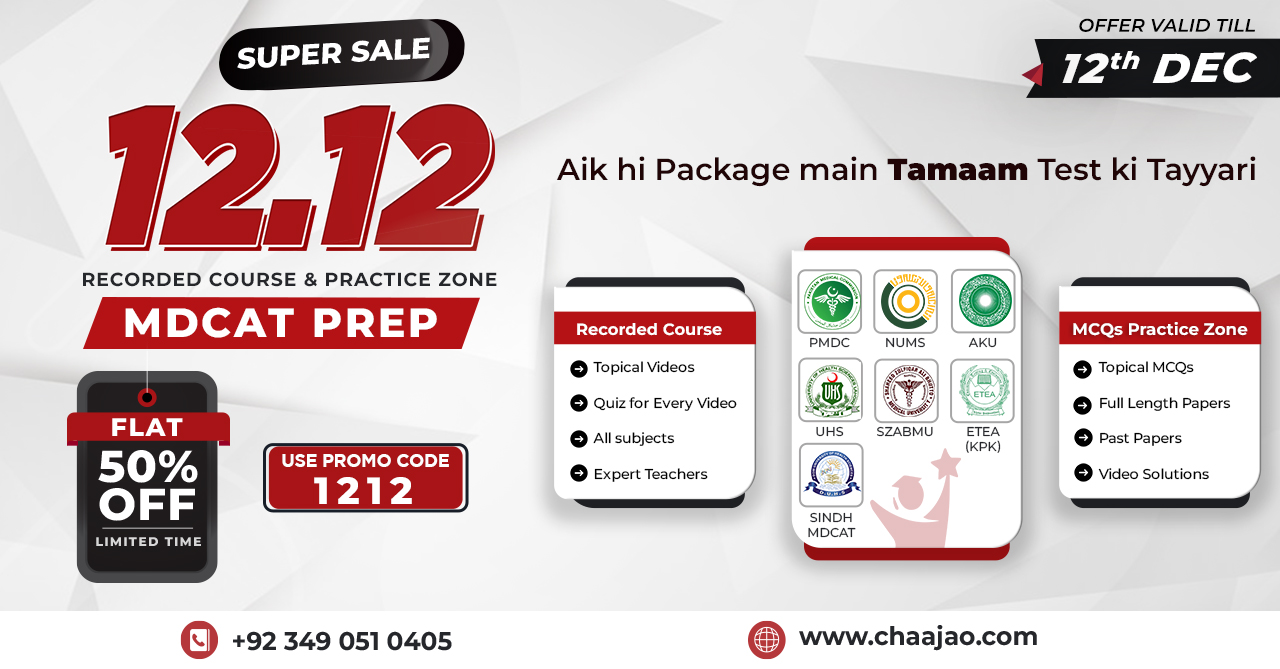 SUPER SALE
12.12
RECORDED COURSE & PRACTICE ZONE
MDCAT PREP
FLAT
50%
OFF
LIMITED TIME
USE PROMO CODE
1212
OFFER VALID TILL
12th DEC
Aik hi Package main Tamaam Test ki Tayyari
Recorded Course
Topical Videos
Quiz for Every Video
All subjects
Expert Teachers
PMDC
NUMS
AKU
UHS
UHS
SZABMU
ETEA
ETEA
(KPK)
SINDH
MDCAT
MCQs Practice Zone
Topical MCQs
Full Length Papers
Past Papers
Video Solutions
+92 349 051 0405
www.chaajao.com